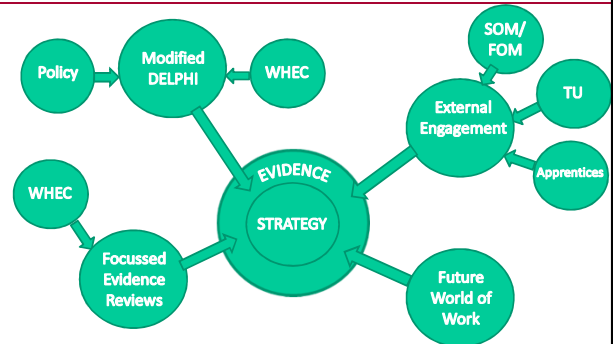 Policy
Modified
DELPHI
WHEC
SOM/
FOM
TU
External
Engagement
Apprentices
WHEC
EVIDENCE
STRATEGY
Focussed
Evidence
Reviews
Future
World of
Work